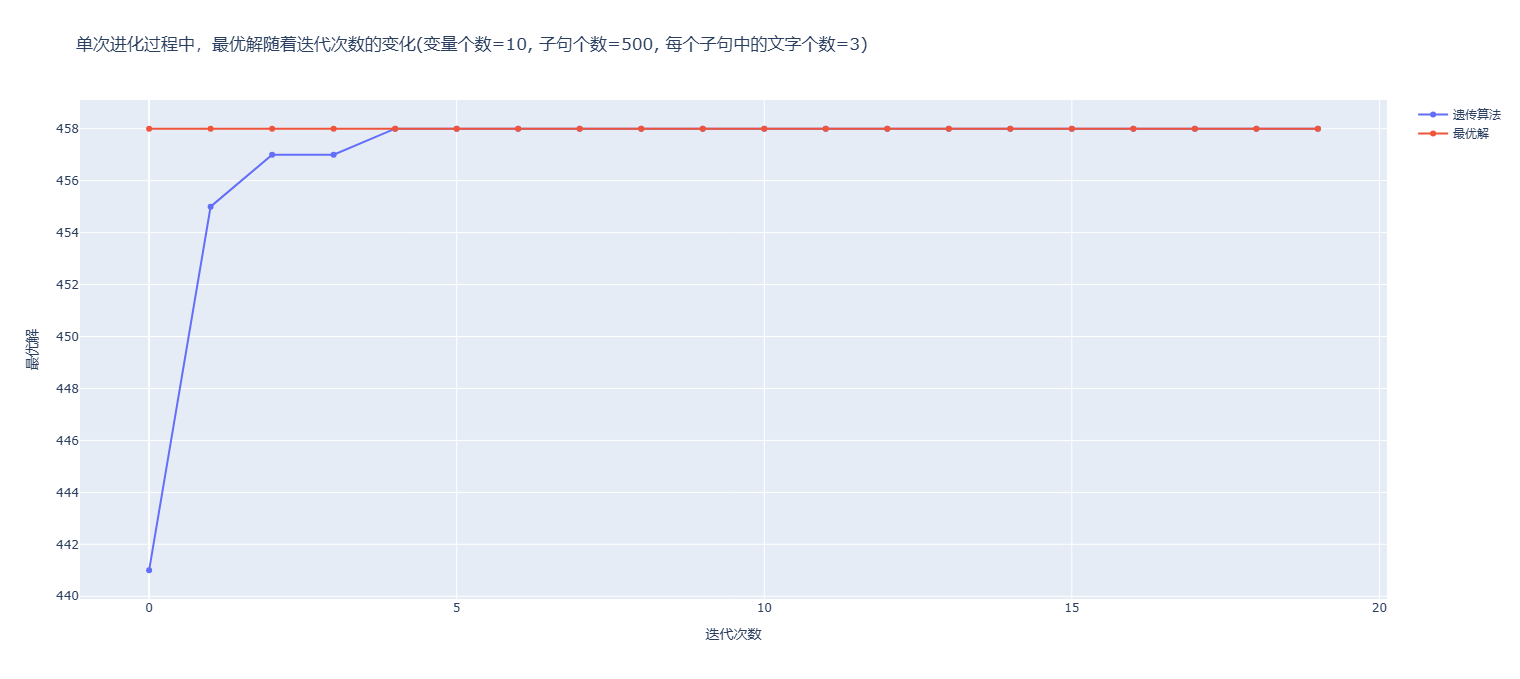 单次进化过程中，最优解随着迭代次数的变化(变量个数=10, 子句个数=500, 每个子句中的文字个数=3)
遗传算法
最优解
458
456
454
452
450
448
446
444
442
440
最优解
0 5 10 15 20
迭代次数